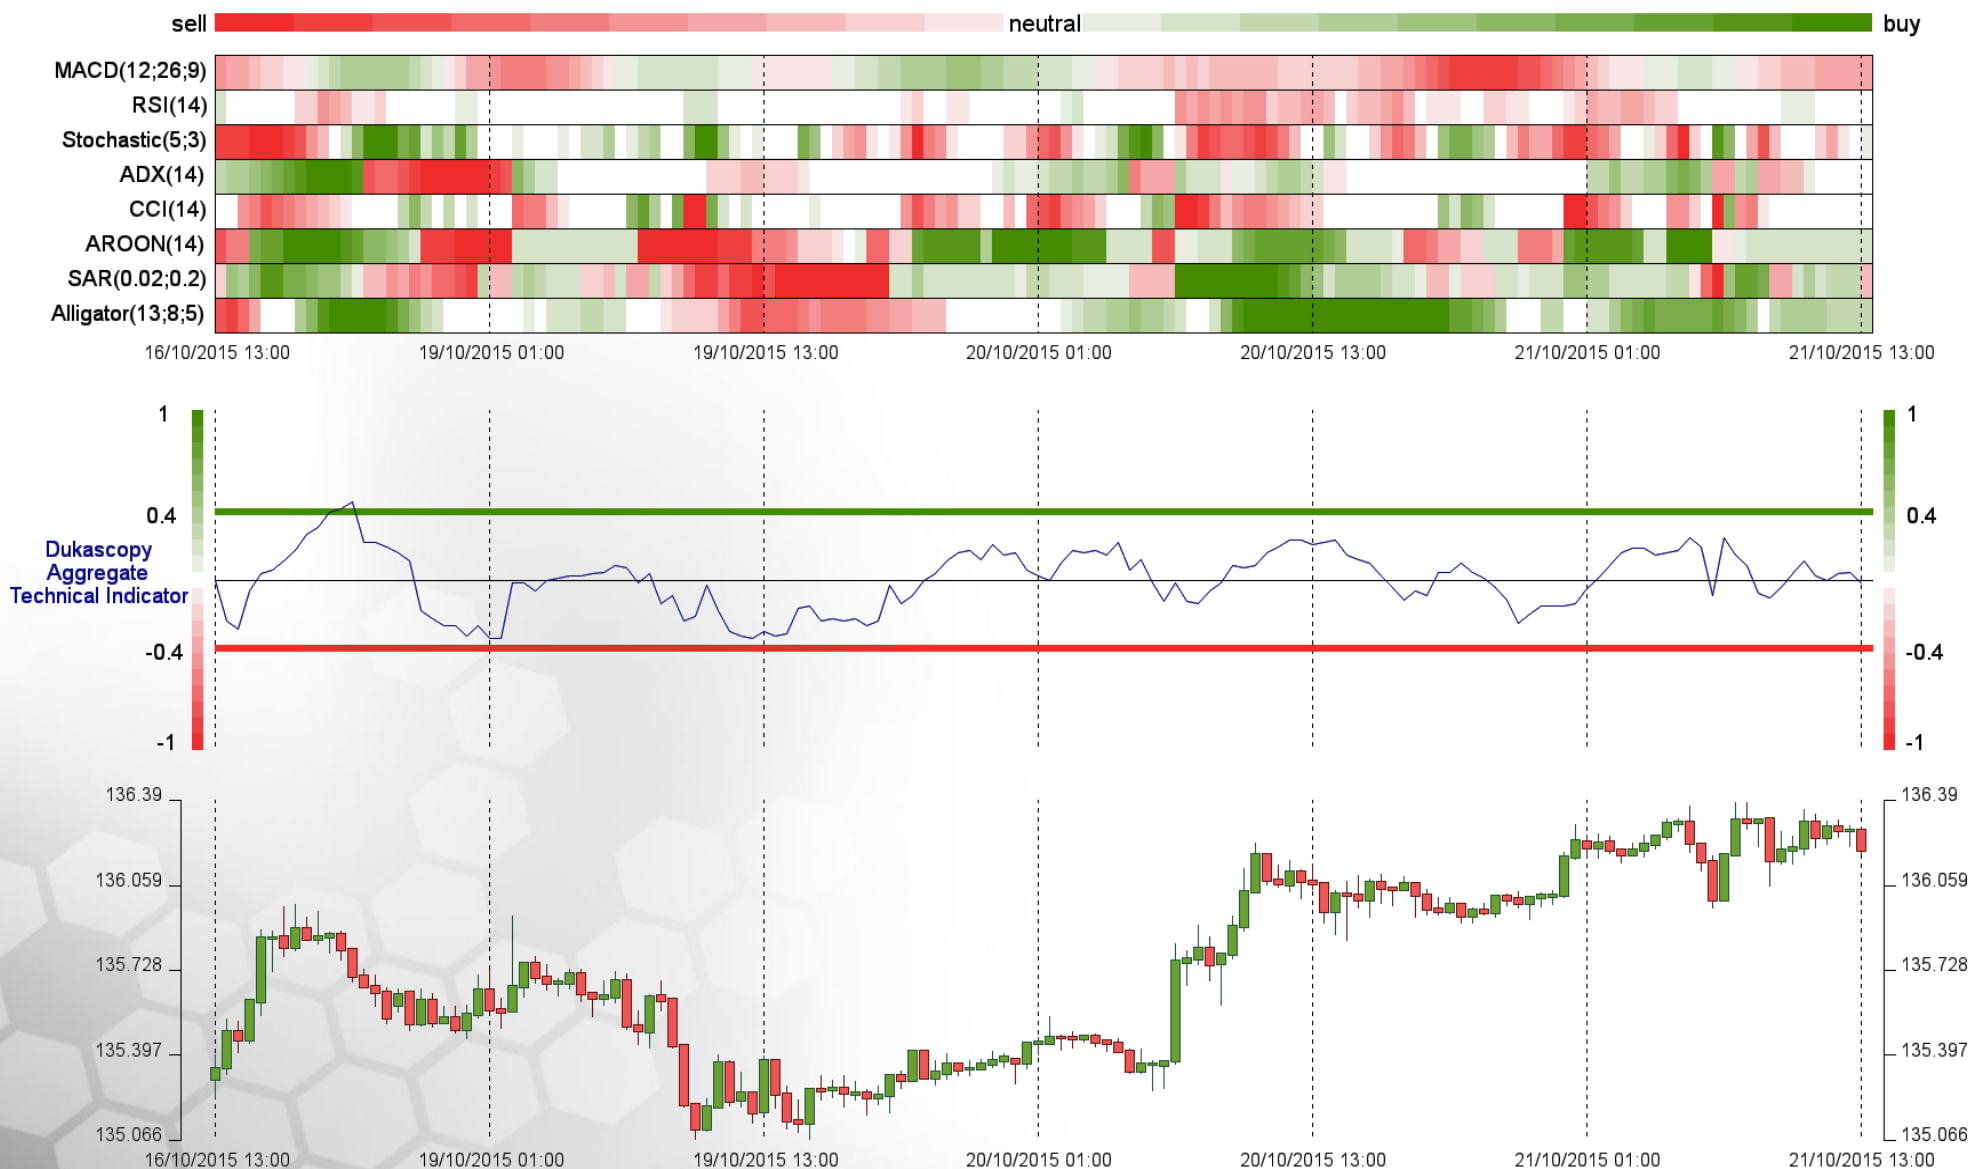 sell neutral buy
MACD(12;26;9)
RSI(14)
Stochastic(5;3)
ADX(14)
CCI(14)
AROON(14)
SAR(0.02;0.2)
Alligator(13;8;5)
16/10/2015 13:00 19/10/2015 01:00 19/10/2015 13:00 20/10/2015 01:00 20/10/2015 13:00 21/10/2015 01:00 21/10/2015 13:00
1 1
0.4 0.4
Dukascopy
Aggregate
Technical Indicator
-0.4 -0.4
-1 -1
136.39 136.39
136.059 136.059
135.728 135.728
135.397 135.397
135.066 135.066
16/10/2015 13:00 19/10/2015 01:00 19/10/2015 13:00 20/10/2015 01:00 20/10/2015 13:00 21/10/2015 01:00 21/10/2015 13:00